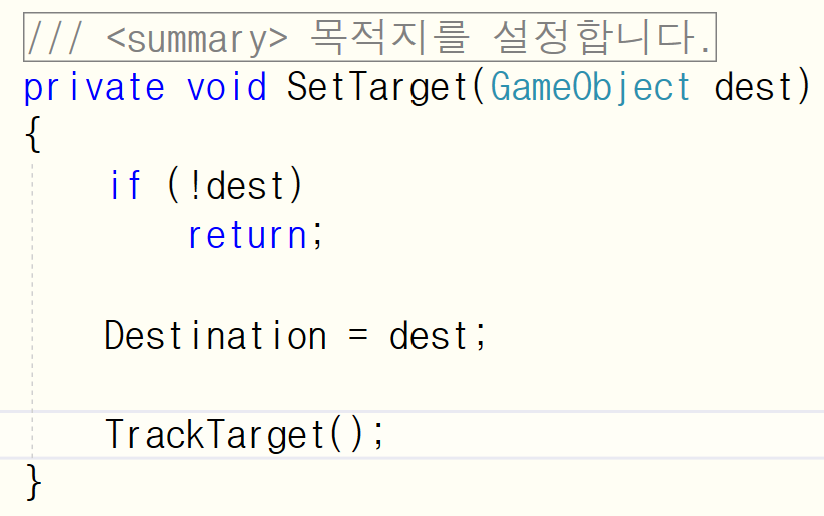 /// <summary> 목적지를 설정합니다.
private void SetTarget(GameObject dest)
{
if (!dest)
return;
Destination = dest;
TrackTarget();
}